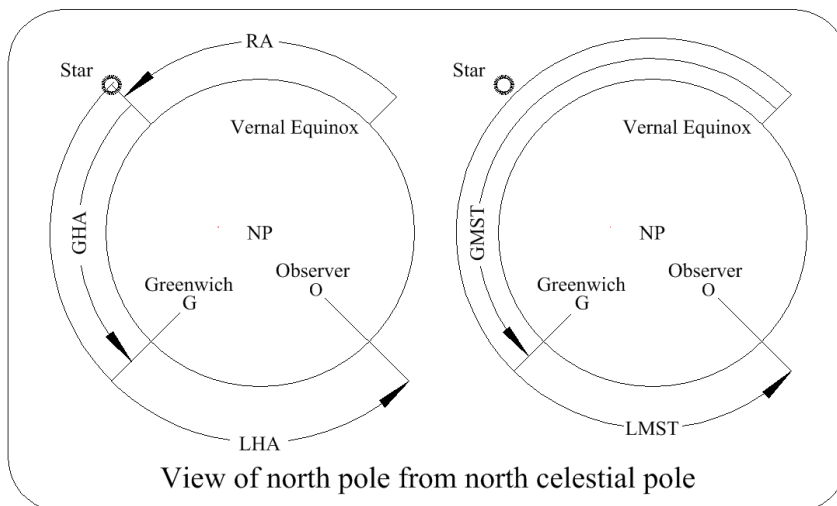 RA
Star
Vernal Equinox
GHA
NP
Greenwich
G
Observer
O
LHA
Star
Vernal Equinox
GMST
NP
Greenwich
G
Observer
O
LMST
View of north pole from north celestial pole